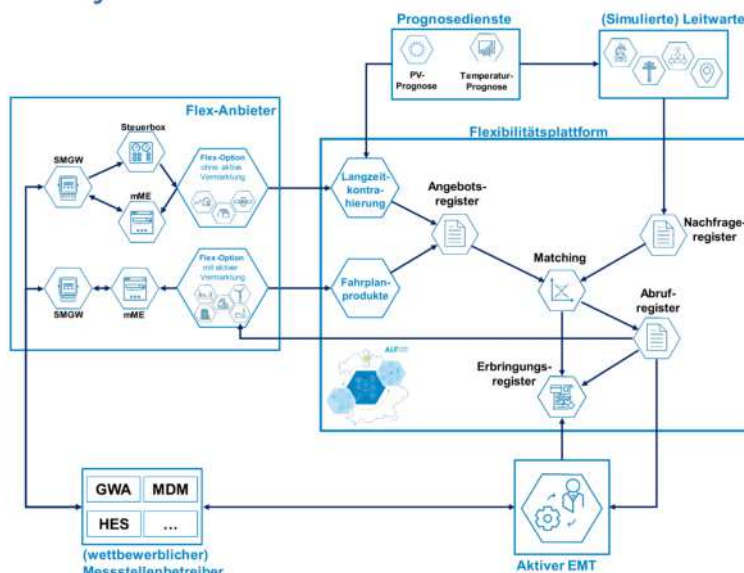 Prognosedienste
(Simulierte) Leitwarte
PV-
Prognose
Temperatur-
Prognose
Flex-Anbieter
Flexibilitätsplattform
Steuerbox
SMGW
mME
Flex-Option
ohne aktive
Vermarktung
Langzeit-
kontra-
hierung
Angebots-
register
Nachfrage-
register
Matching
Flex-Option
mit aktiver
Vermarktung
SMGW
mME
Fahrplan-
produkte
Abruf-
register
Erbringungs-
register
ALF
GWA
MDM
HES
...
(wettbewerblicher)
Messstellenbetreiber
Aktiver EMT